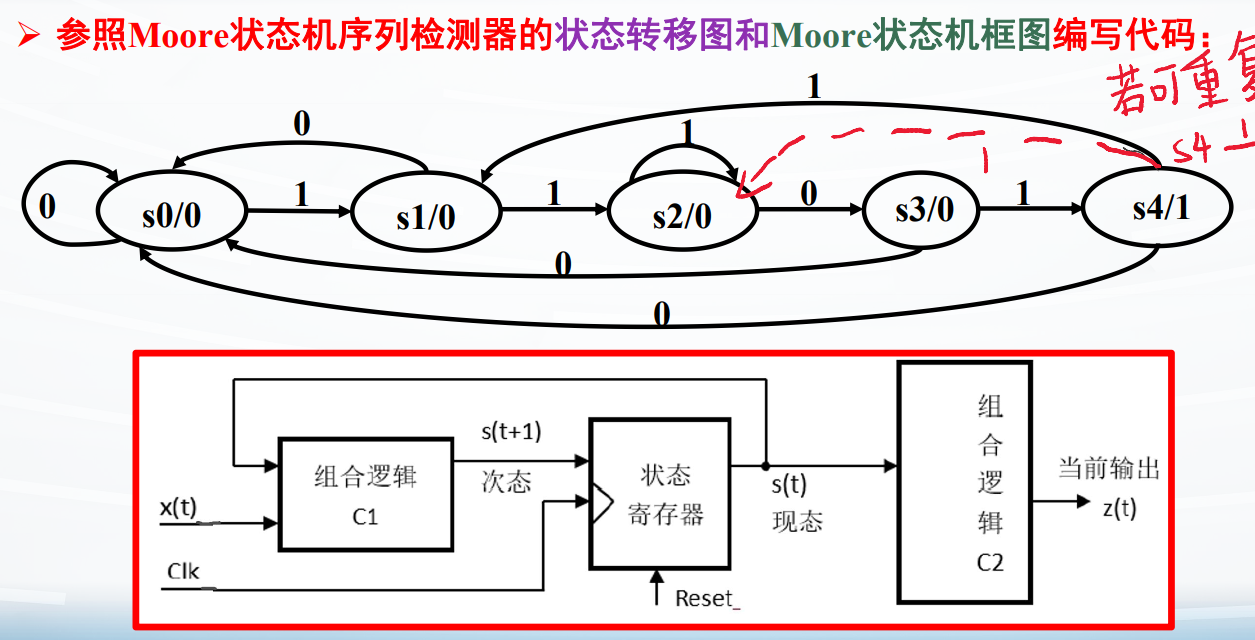 ➢ 参照Moore状态机序列检测器的状态转移图和Moore状态机框图编写代码：
若可重复
1
0
1
s4 1
0
s0/0
1
s1/0
1
s2/0
0
s3/0
1
s4/1
1
0
0
组合逻辑
C1
x(t)
Clk
s(t+1)
次态
状态
寄存器
Reset_
s(t)
现态
组
合
逻
辑
C2
当前输出
z(t)